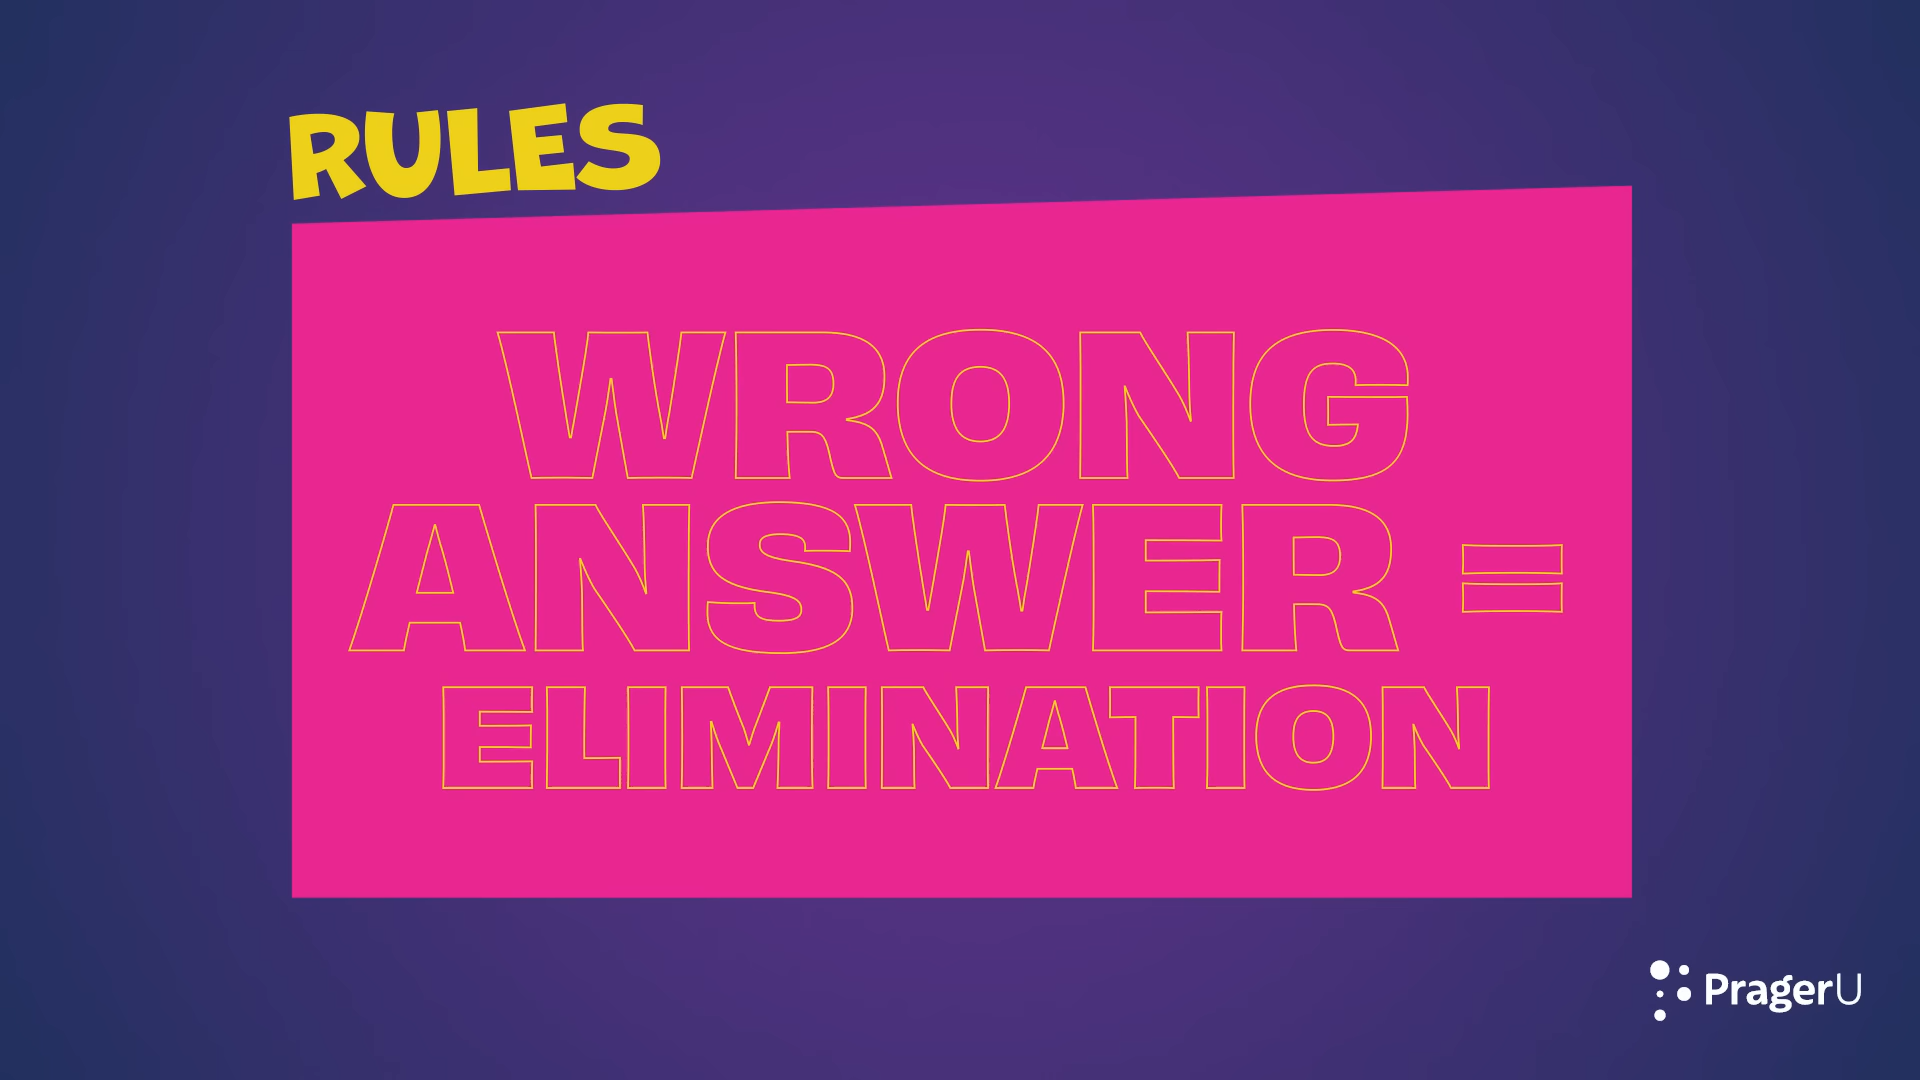 RULES
WRONG
ANSWER =
ELIMINATION
PragerU